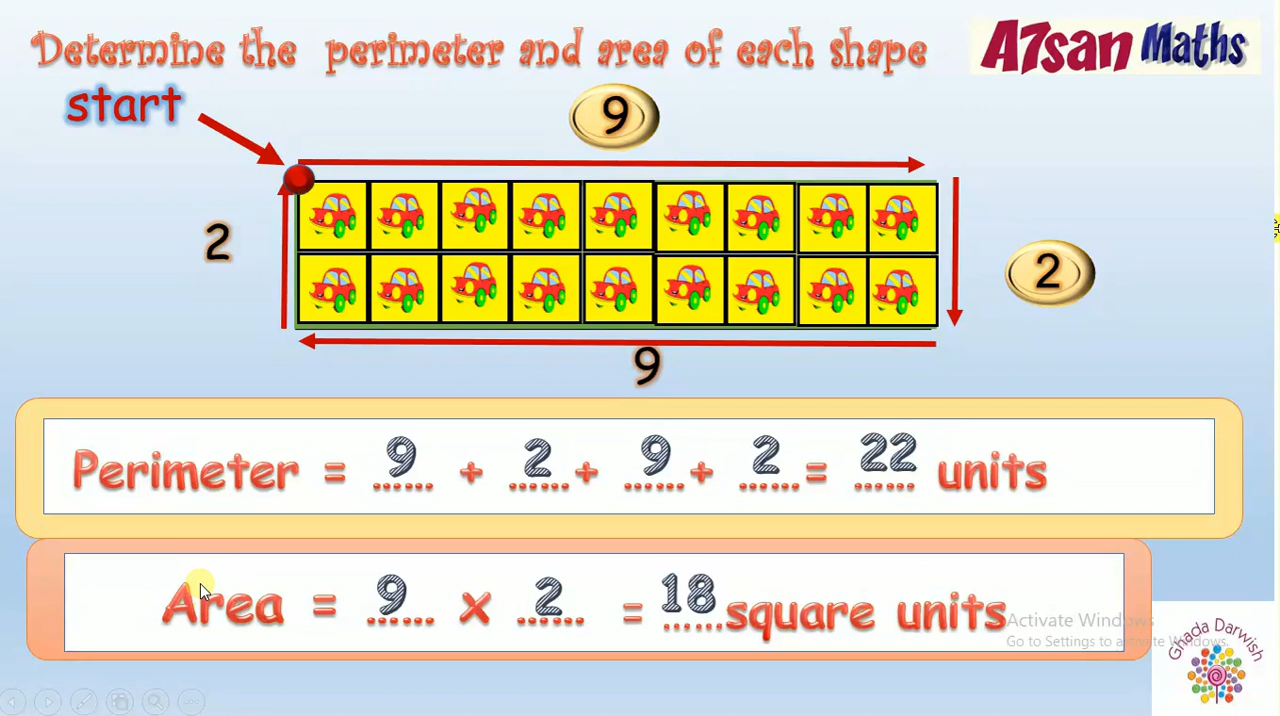 Determine the perimeter and area of each shape
A7san Maths
start
9
2
2
9
Perimeter = 9 + 2 + 9 + 2 = 22 units
Area = 9 x 2 = 18 square units
Activate Windows
Go to Settings to activate Windows.
Ghada Darwish